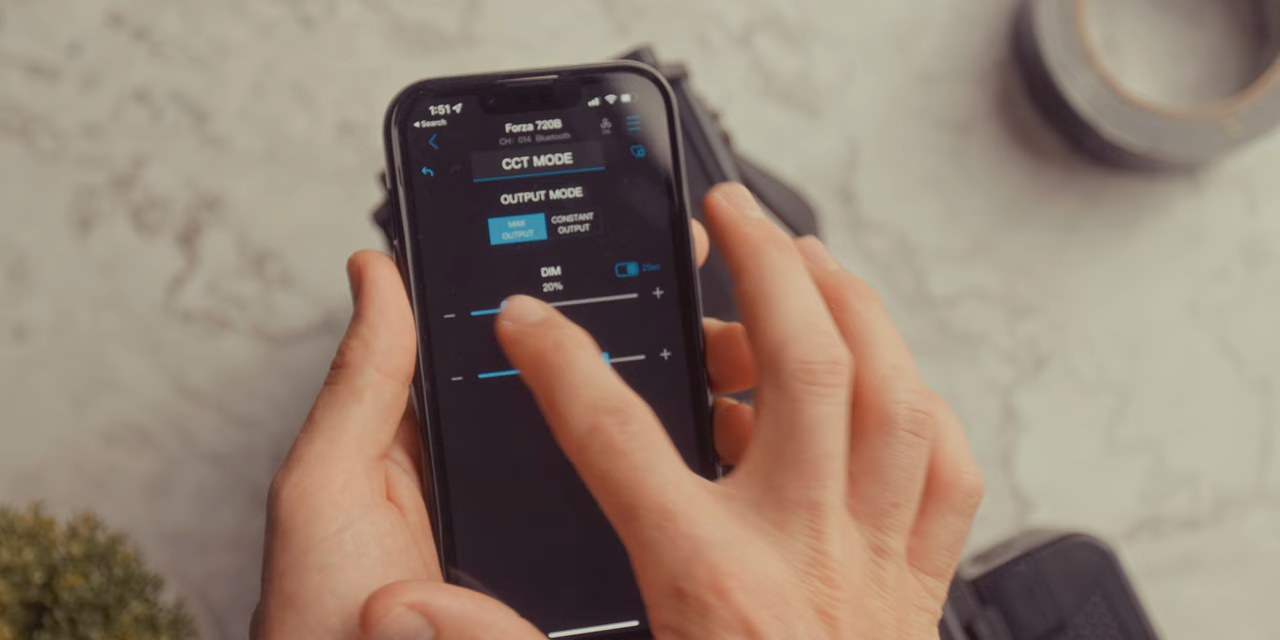 1:51
Search
Forza 720B
CH: 014 Bluetooth
CCT MODE
OUTPUT MODE
MAX
OUTPUT
CONSTANT
OUTPUT
DIM
20%